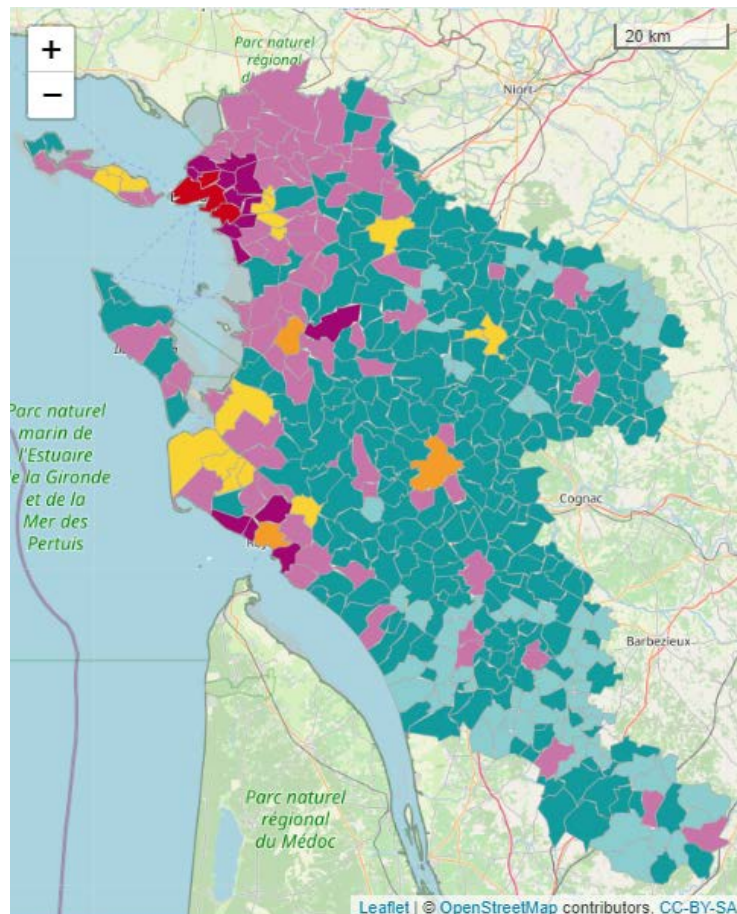 +
−
20 km
Parc naturel
régional
Niort
Parc naturel
marin de
l'Estuaire
de la Gironde
et de la
Mer des
Pertuis
Cognac
Barbezieux
Parc naturel
régional
du Médoc
Leaflet | © OpenStreetMap contributors, CC-BY-SA